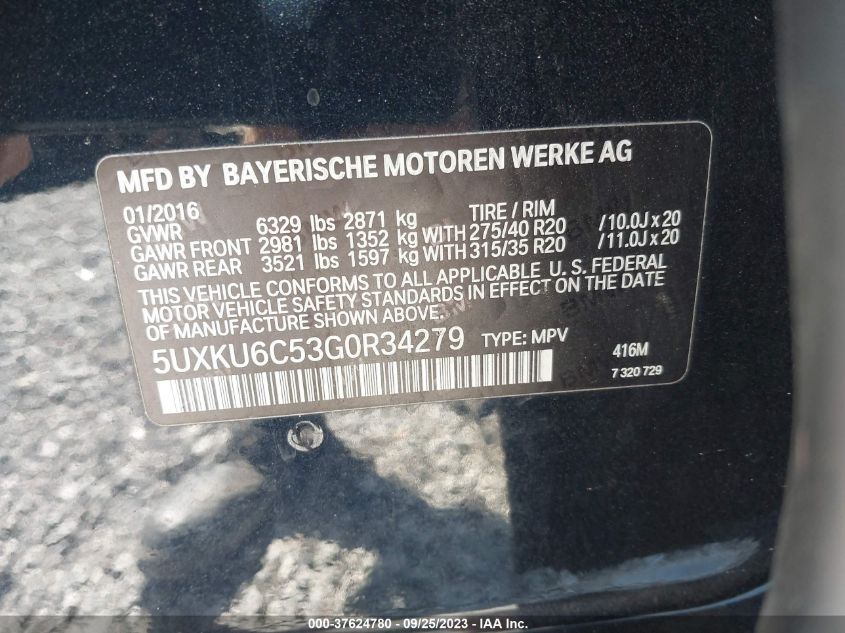 MFD BY BAYERISCHE MOTOREN WERKE AG
01/2016 TIRE / RIM
GVWR 6329 lbs 2871 kg
GAWR FRONT 2981 lbs 1352 kg WITH 275/40 R20 /10.0J x 20
GAWR REAR 3521 lbs 1597 kg WITH 315/35 R20 /11.0J x 20
THIS VEHICLE CONFORMS TO ALL APPLICABLE U. S. FEDERAL
MOTOR VEHICLE SAFETY STANDARDS IN EFFECT ON THE DATE
OF MANUFACTURE SHOWN ABOVE.
5UXKU6C53G0R34279 TYPE: MPV 416M
7 320 729
000-37624780 - 09/25/2023 - IAA Inc.